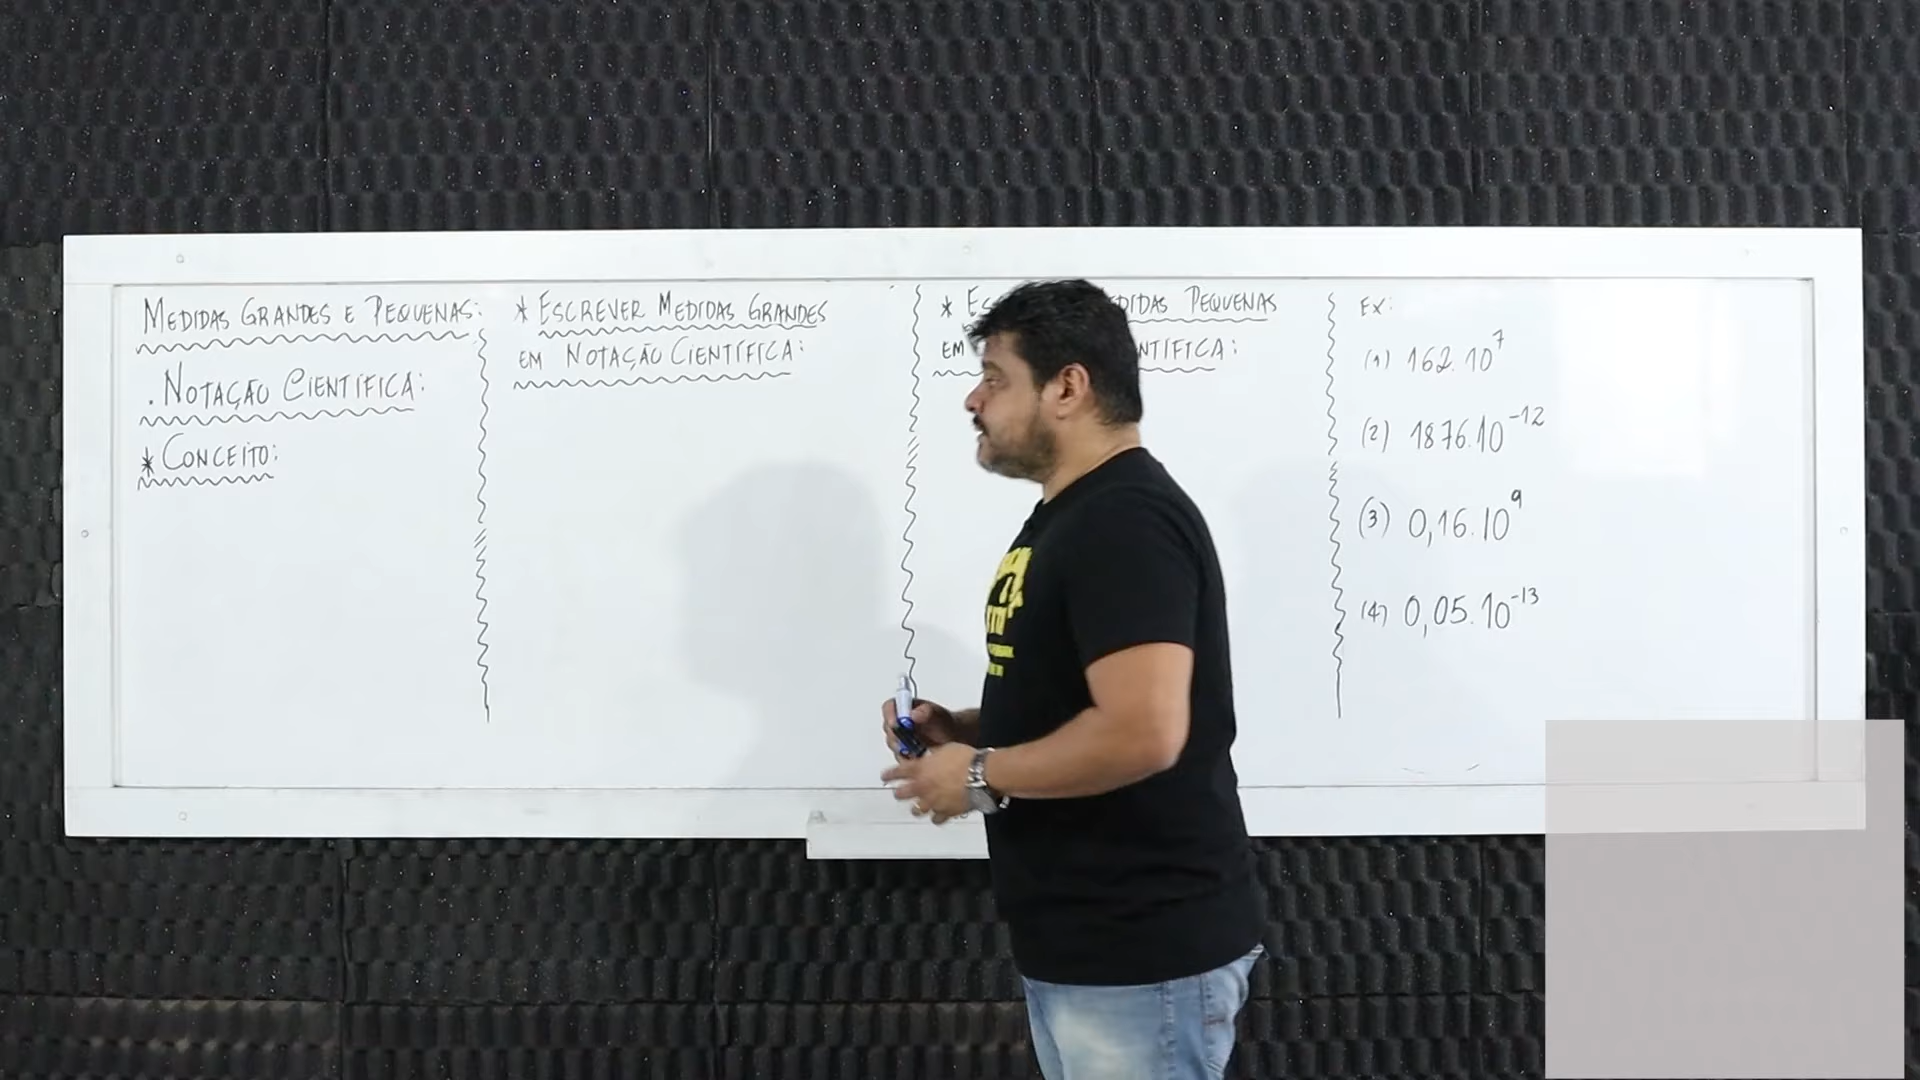 MEDIDAS GRANDES E PEQUENAS:
. NOTAÇÃO CIENTÍFICA:
* CONCEITO:
* ESCREVER MEDIDAS GRANDES
EM NOTAÇÃO CIENTÍFICA:
* ES EDIDAS PEQUENAS
EM NTÍFICA:
EX:
(1) 162.10⁷
(2) 1876.10⁻¹²
(3) 0,16.10⁹
(4) 0,05.10⁻¹³